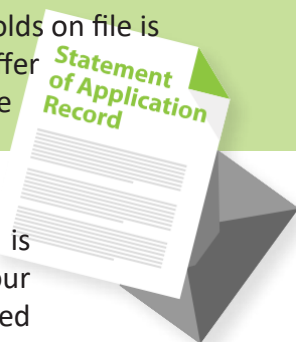 olds on file is
ffer
e
Statement
of Application
Record
is
our
ed